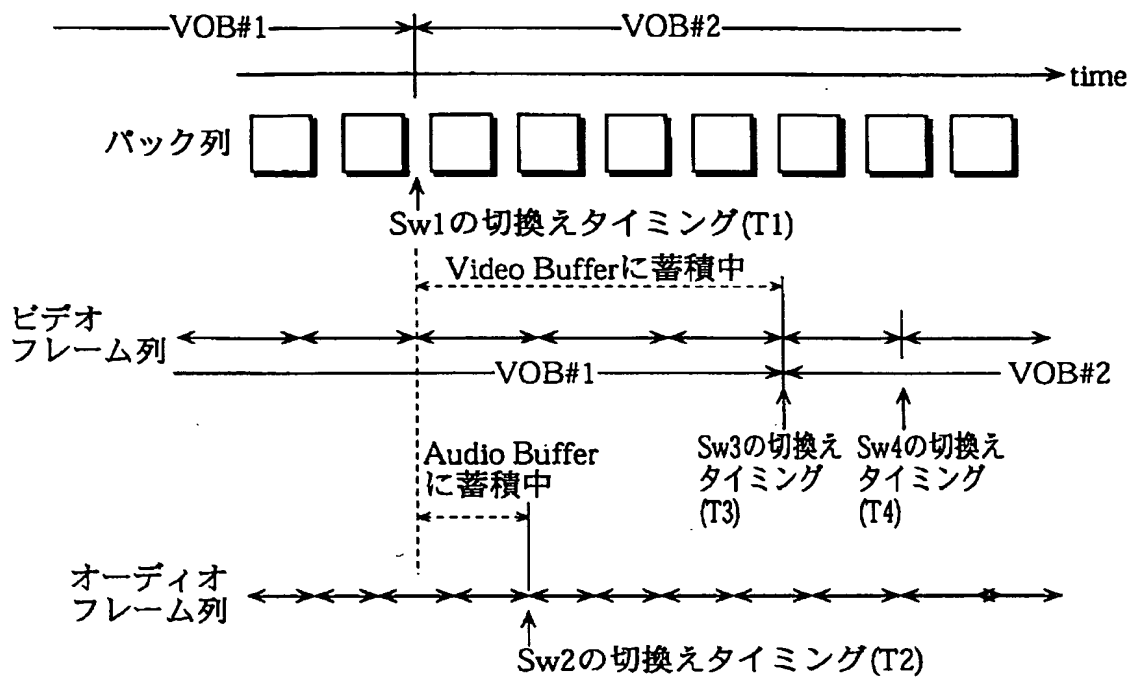 VOB#1
VOB#2
time
パック列
Sw1の切換えタイミング(T1)
Video Bufferに蓄積中
ビデオ
フレーム列
VOB#1
VOB#2
Audio Buffer
に蓄積中
Sw3の切換え
タイミング
(T3)
Sw4の切換え
タイミング
(T4)
オーディオ
フレーム列
Sw2の切換えタイミング(T2)